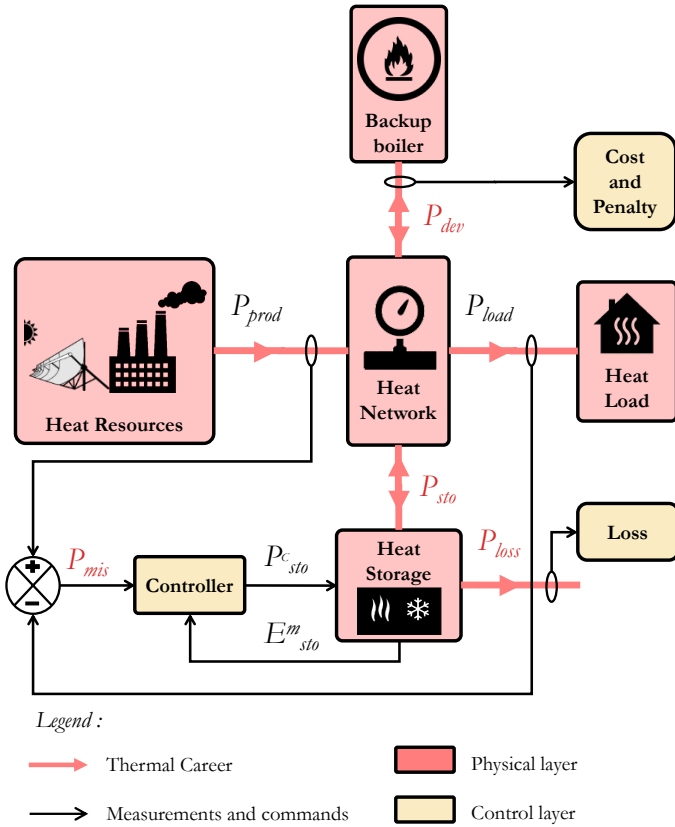 Backup
boiler
Cost
and
Penalty
P_dev
P_prod
P_load
Heat Resources
Heat
Network
Heat
Load
P_sto
P_loss
Loss
+
−
P_mis
Controller
P^c_sto
Heat
Storage
E^m_sto
Legend :
Thermal Career
Physical layer
Measurements and commands
Control layer